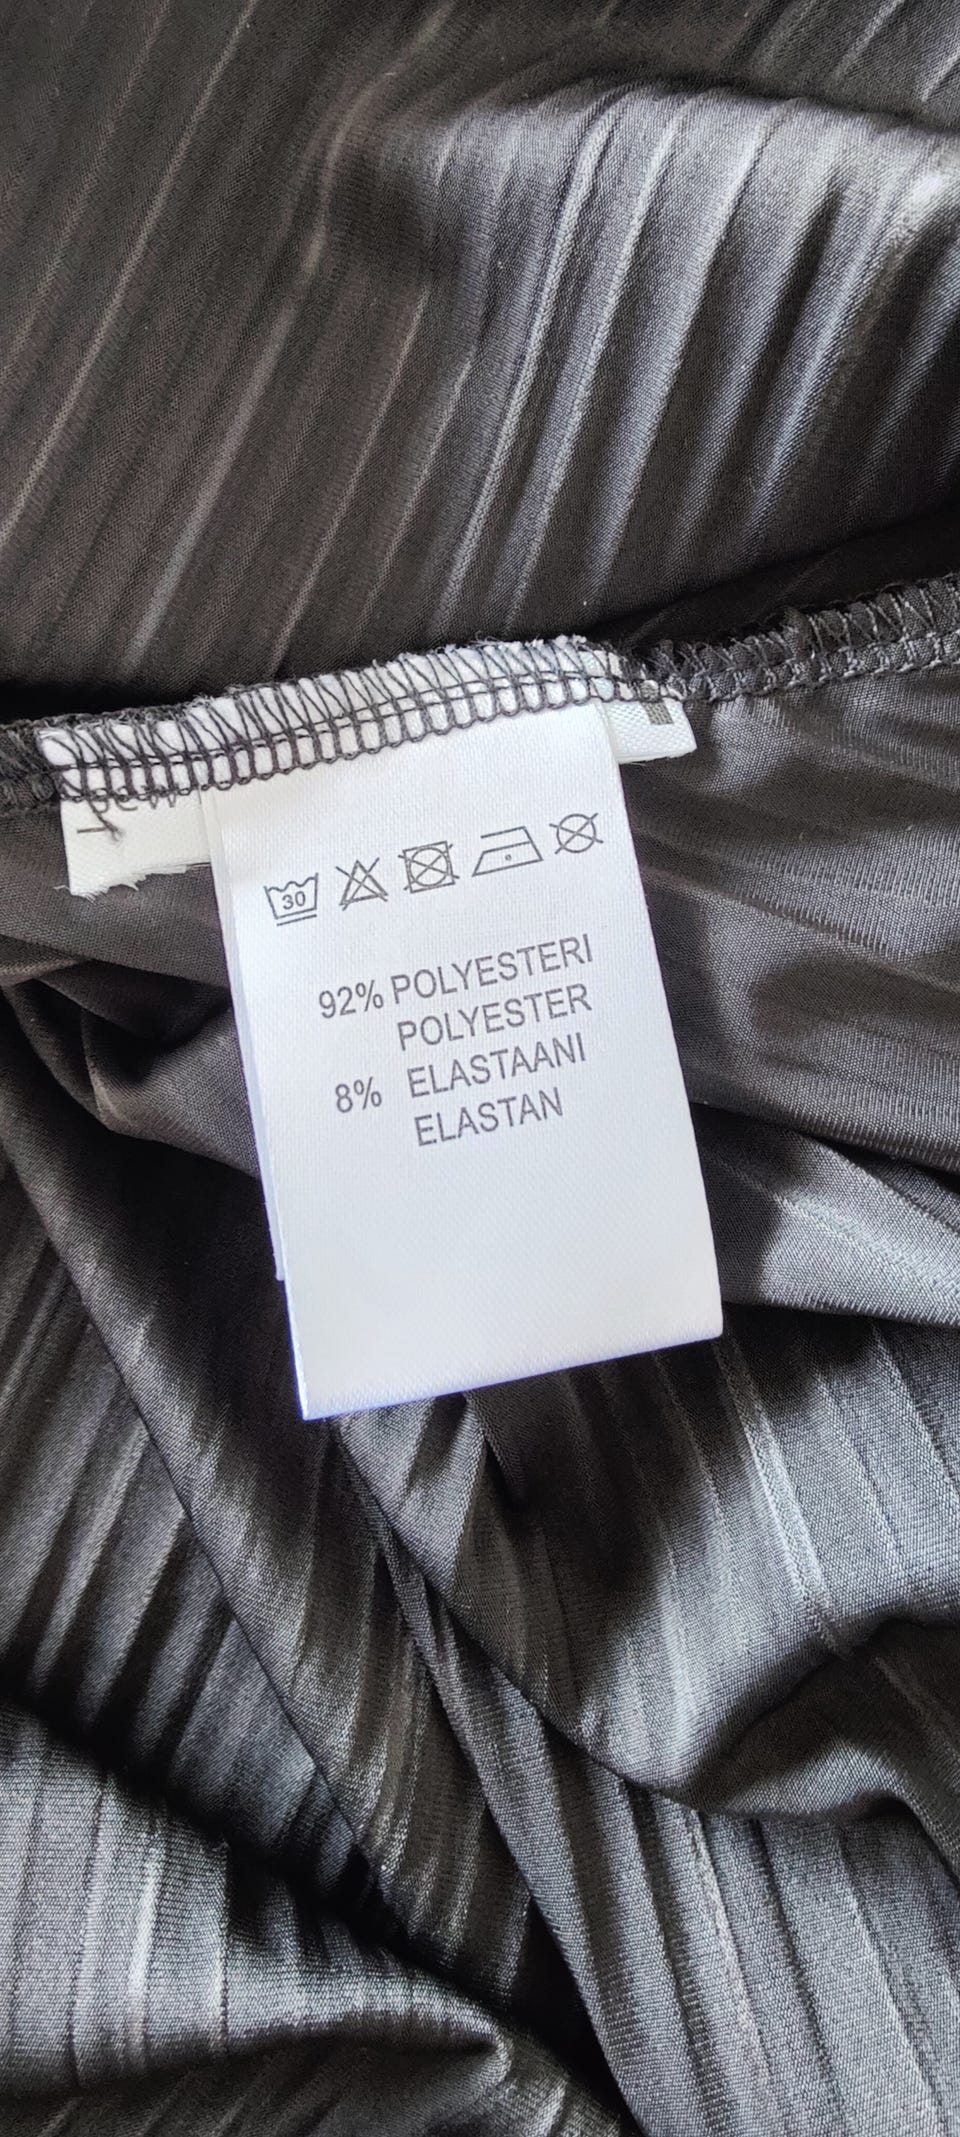 30
92% POLYESTERI
POLYESTER
8% ELASTAANI
ELASTAN